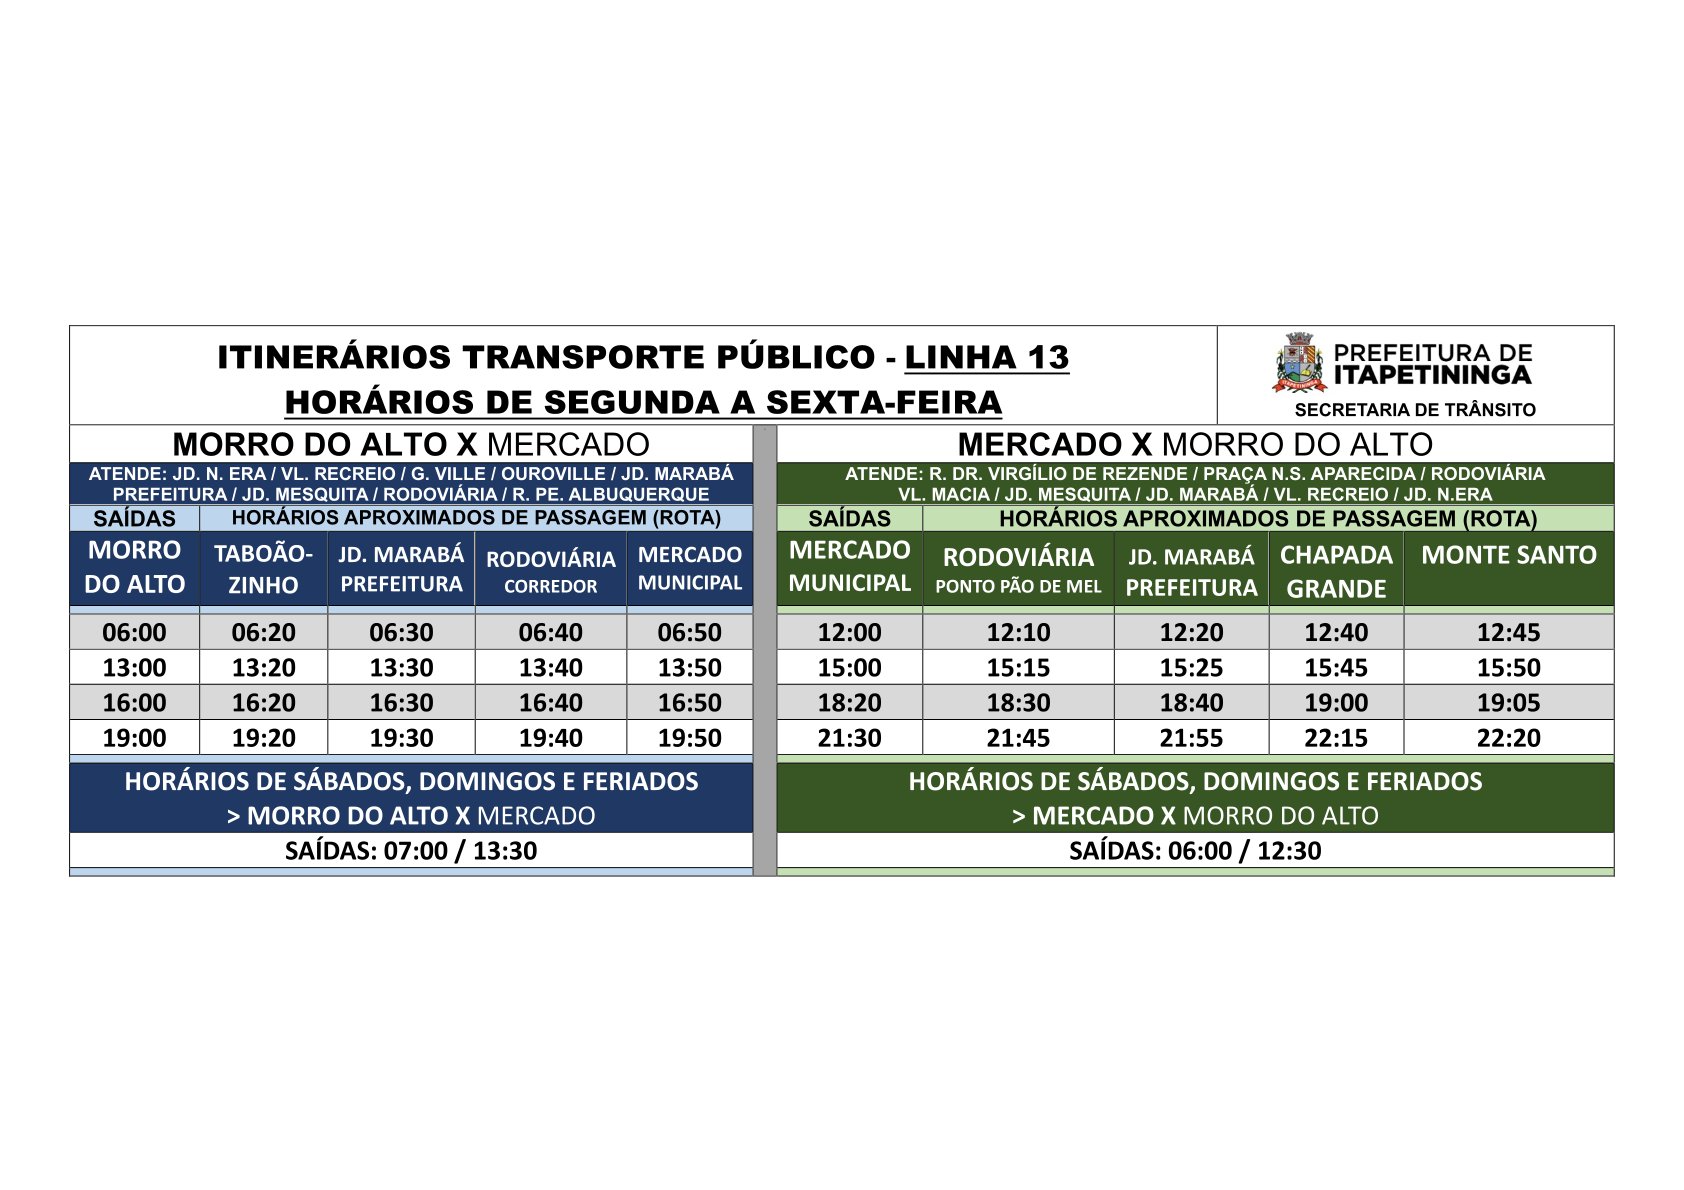 ITINERÁRIOS TRANSPORTE PÚBLICO - LINHA 13
HORÁRIOS DE SEGUNDA A SEXTA-FEIRA
PREFEITURA DE
ITAPETININGA
SECRETARIA DE TRÂNSITO
MORRO DO ALTO X MERCADO
ATENDE: JD. N. ERA / VL. RECREIO / G. VILLE / OUROVILLE / JD. MARABÁ
PREFEITURA / JD. MESQUITA / RODOVIÁRIA / R. PE. ALBUQUERQUE
SAÍDAS HORÁRIOS APROXIMADOS DE PASSAGEM (ROTA)
MORRO DO ALTO TABOÃO-ZINHO JD. MARABÁ PREFEITURA RODOVIÁRIA CORREDOR MERCADO MUNICIPAL
06:00 06:20 06:30 06:40 06:50
13:00 13:20 13:30 13:40 13:50
16:00 16:20 16:30 16:40 16:50
19:00 19:20 19:30 19:40 19:50
HORÁRIOS DE SÁBADOS, DOMINGOS E FERIADOS
> MORRO DO ALTO X MERCADO
SAÍDAS: 07:00 / 13:30
MERCADO X MORRO DO ALTO
ATENDE: R. DR. VIRGÍLIO DE REZENDE / PRAÇA N.S. APARECIDA / RODOVIÁRIA
VL. MACIA / JD. MESQUITA / JD. MARABÁ / VL. RECREIO / JD. N.ERA
SAÍDAS HORÁRIOS APROXIMADOS DE PASSAGEM (ROTA)
MERCADO MUNICIPAL RODOVIÁRIA PONTO PÃO DE MEL JD. MARABÁ PREFEITURA CHAPADA GRANDE MONTE SANTO
12:00 12:10 12:20 12:40 12:45
15:00 15:15 15:25 15:45 15:50
18:20 18:30 18:40 19:00 19:05
21:30 21:45 21:55 22:15 22:20
HORÁRIOS DE SÁBADOS, DOMINGOS E FERIADOS
> MERCADO X MORRO DO ALTO
SAÍDAS: 06:00 / 12:30